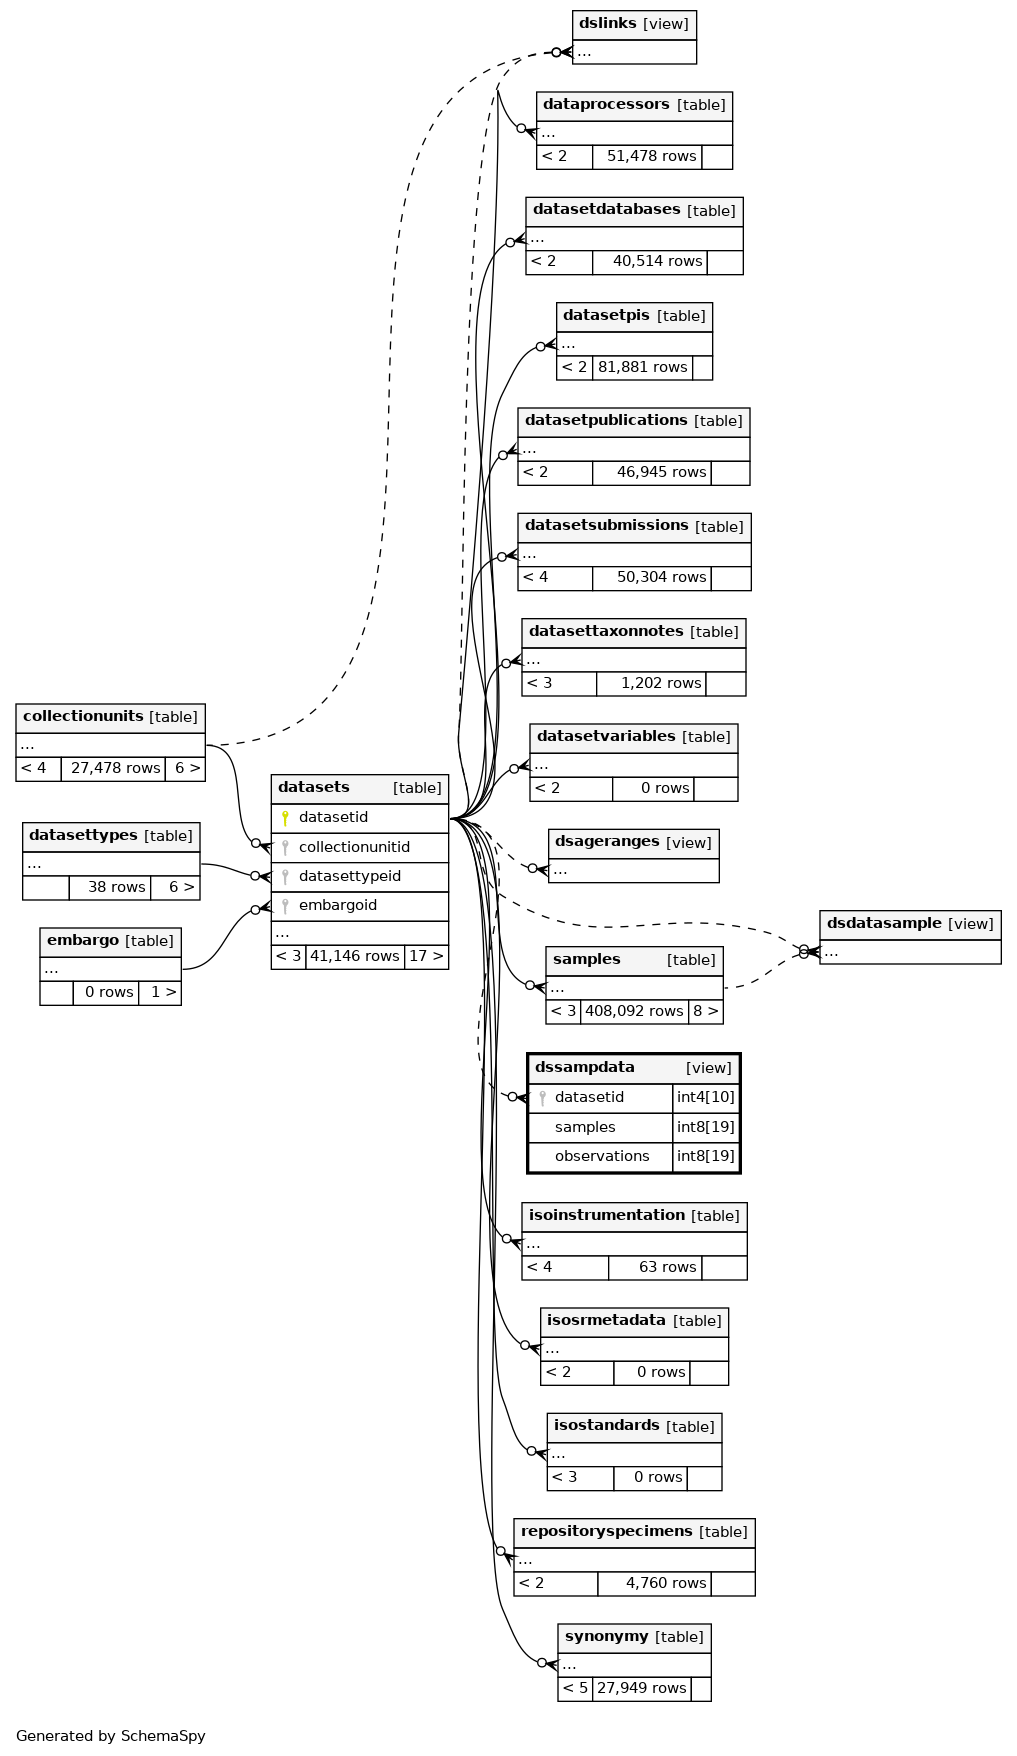 dslinks [view]
...
dataprocessors [table]
...
< 2 51,478 rows
datasetdatabases [table]
...
< 2 40,514 rows
datasetpis [table]
...
< 2 81,881 rows
datasetpublications [table]
...
< 2 46,945 rows
datasetsubmissions [table]
...
< 4 50,304 rows
datasettaxonnotes [table]
...
< 3 1,202 rows
collectionunits [table]
...
< 4 27,478 rows 6 >
datasetvariables [table]
...
< 2 0 rows
datasets [table]
datasetid
collectionunitid
datasettypeid
embargoid
...
< 3 41,146 rows 17 >
datasettypes [table]
...
38 rows 6 >
embargo [table]
...
0 rows 1 >
dsageranges [view]
...
dsdatasample [view]
...
samples [table]
...
< 3 408,092 rows 8 >
dssampdata [view]
datasetid int4[10]
samples int8[19]
observations int8[19]
isoinstrumentation [table]
...
< 4 63 rows
isosrmetadata [table]
...
< 2 0 rows
isostandards [table]
...
< 3 0 rows
repositoryspecimens [table]
...
< 2 4,760 rows
synonymy [table]
...
< 5 27,949 rows
Generated by SchemaSpy